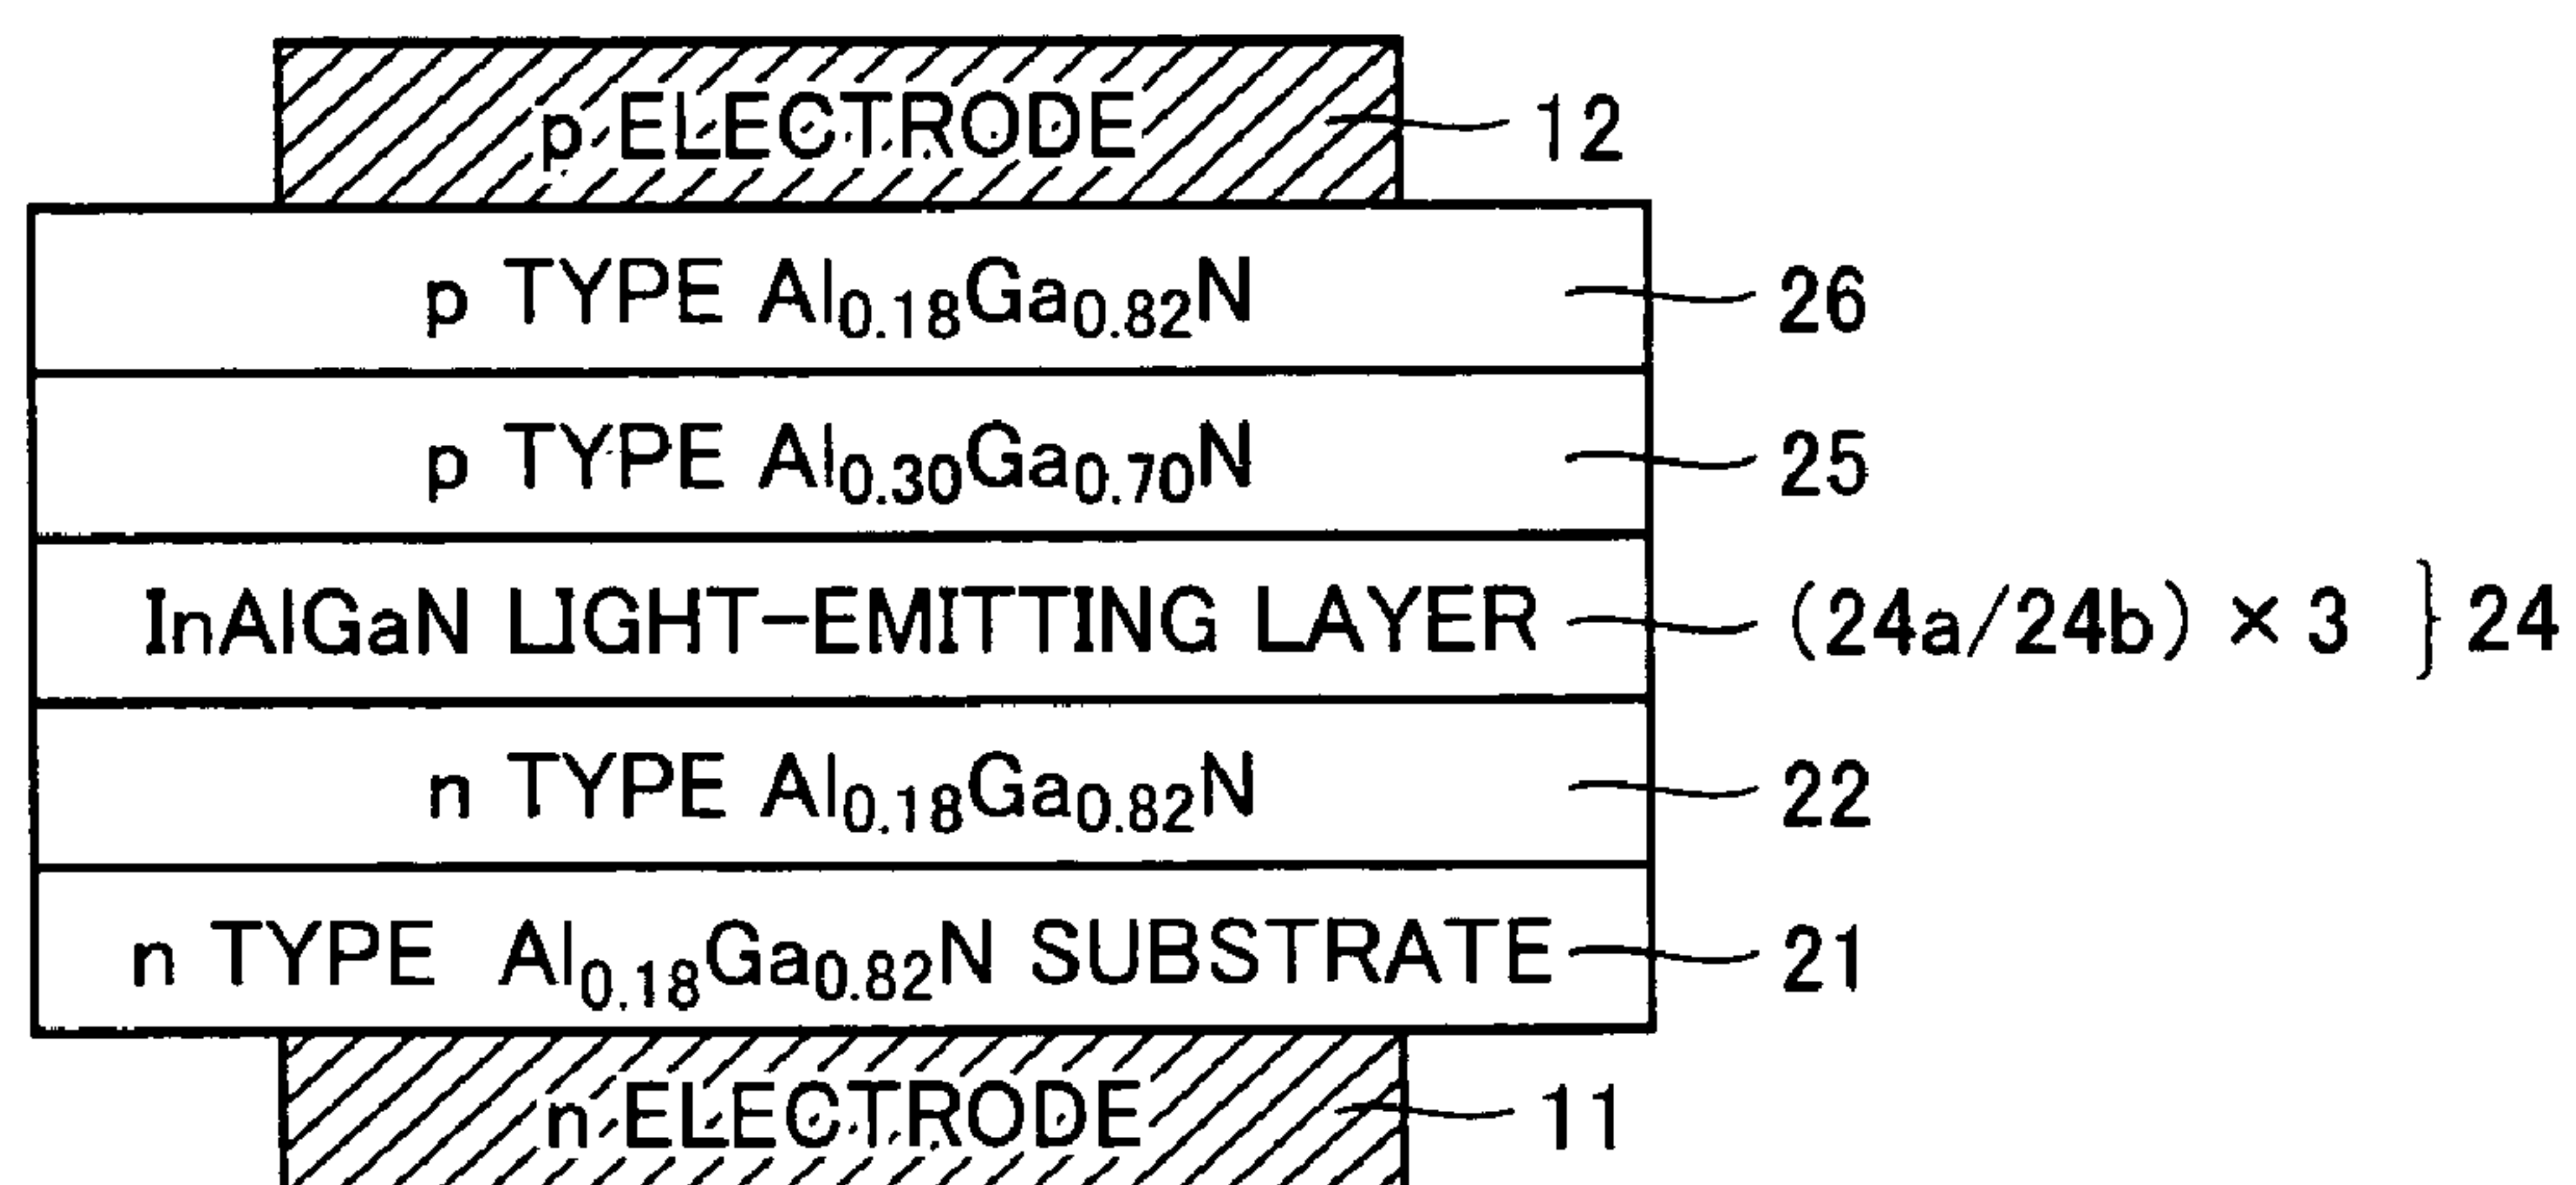 p ELECTRODE 12
p TYPE Al0.18Ga0.82N 26
p TYPE Al0.30Ga0.70N 25
InAlGaN LIGHT-EMITTING LAYER (24a/24b) × 3 } 24
n TYPE Al0.18Ga0.82N 22
n TYPE Al0.18Ga0.82N SUBSTRATE 21
n ELECTRODE 11